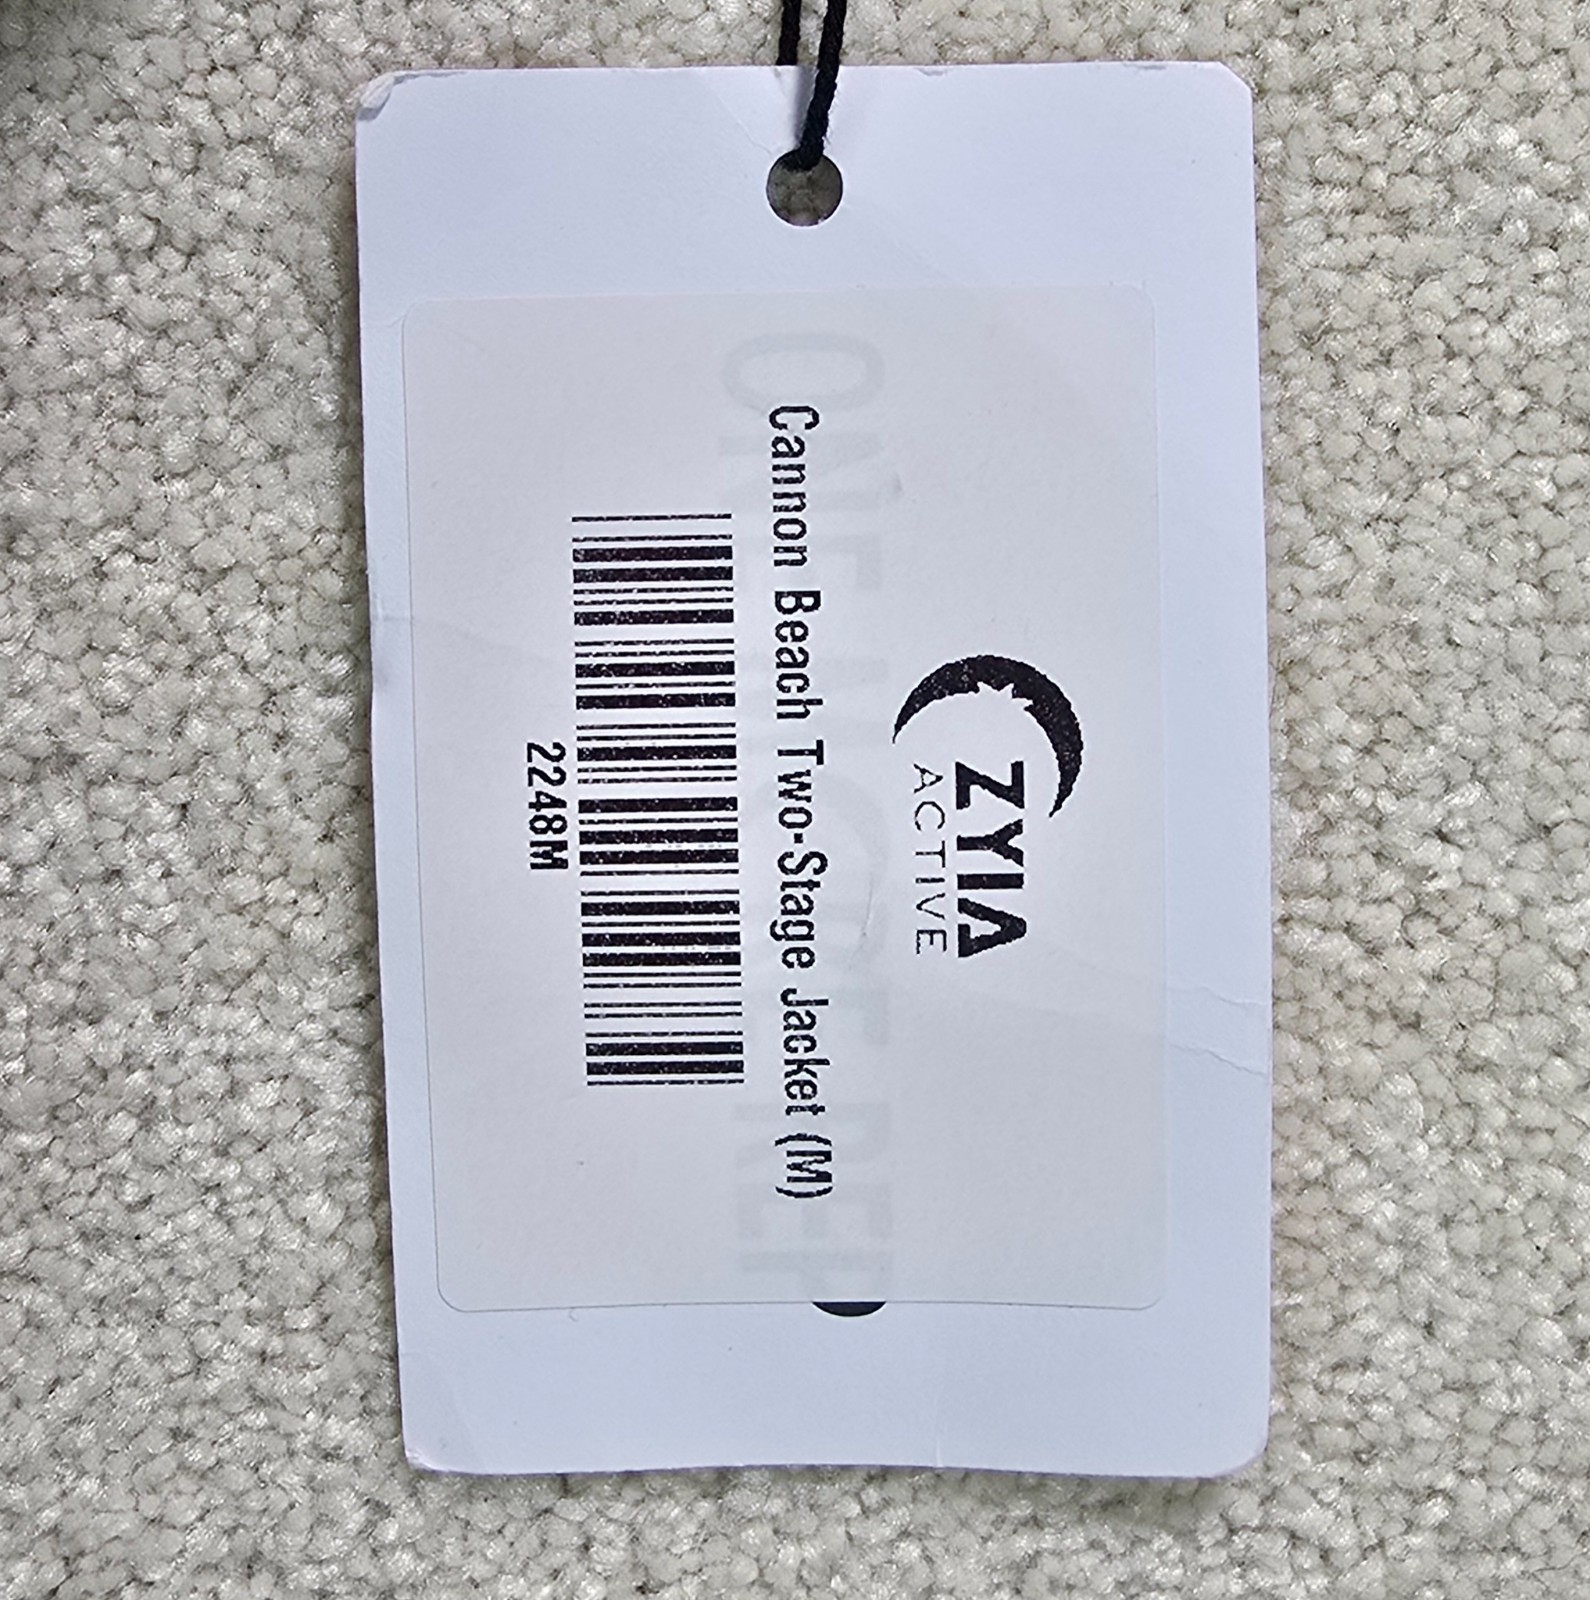 ZYIA
ACTIVE
Cannon Beach Two-Stage Jacket (M)
2248M